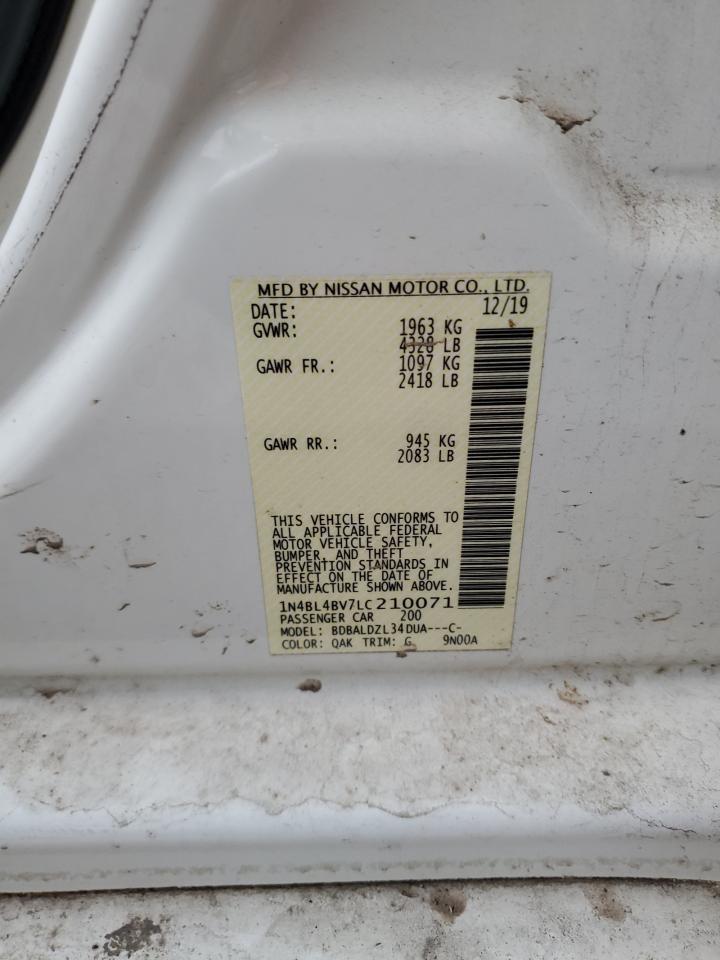 MFD BY NISSAN MOTOR CO., LTD.
DATE: 12/19
GVWR: 1963 KG
4328 LB
GAWR FR.: 1097 KG
2418 LB
GAWR RR.: 945 KG
2083 LB
THIS VEHICLE CONFORMS TO
ALL APPLICABLE FEDERAL
MOTOR VEHICLE SAFETY,
BUMPER, AND THEFT
PREVENTION STANDARDS IN
EFFECT ON THE DATE OF
MANUFACTURE SHOWN ABOVE.
1N4BL4BV7LC210071
PASSENGER CAR 200
MODEL: BDBALDZL34DUA---C-
COLOR: QAK TRIM: G 9N00A